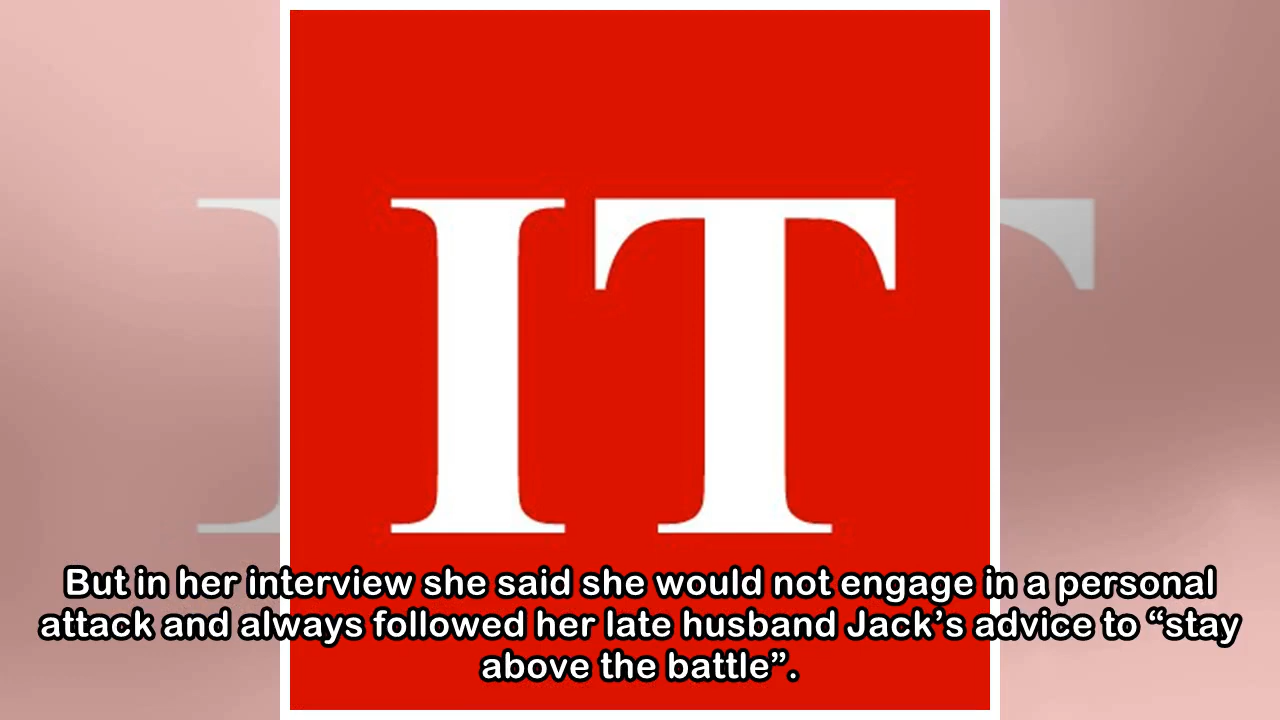 IT
But in her interview she said she would not engage in a personal
attack and always followed her late husband Jack’s advice to “stay
above the battle”.